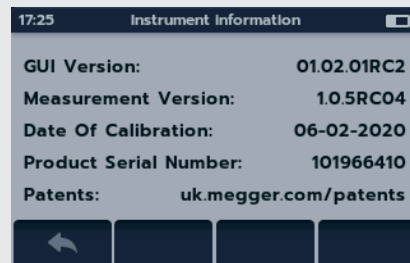 17:25 Instrument Information
GUI Version: 01.02.01RC2
Measurement Version: 1.0.5RC04
Date Of Calibration: 06-02-2020
Product Serial Number: 101966410
Patents: uk.megger.com/patents